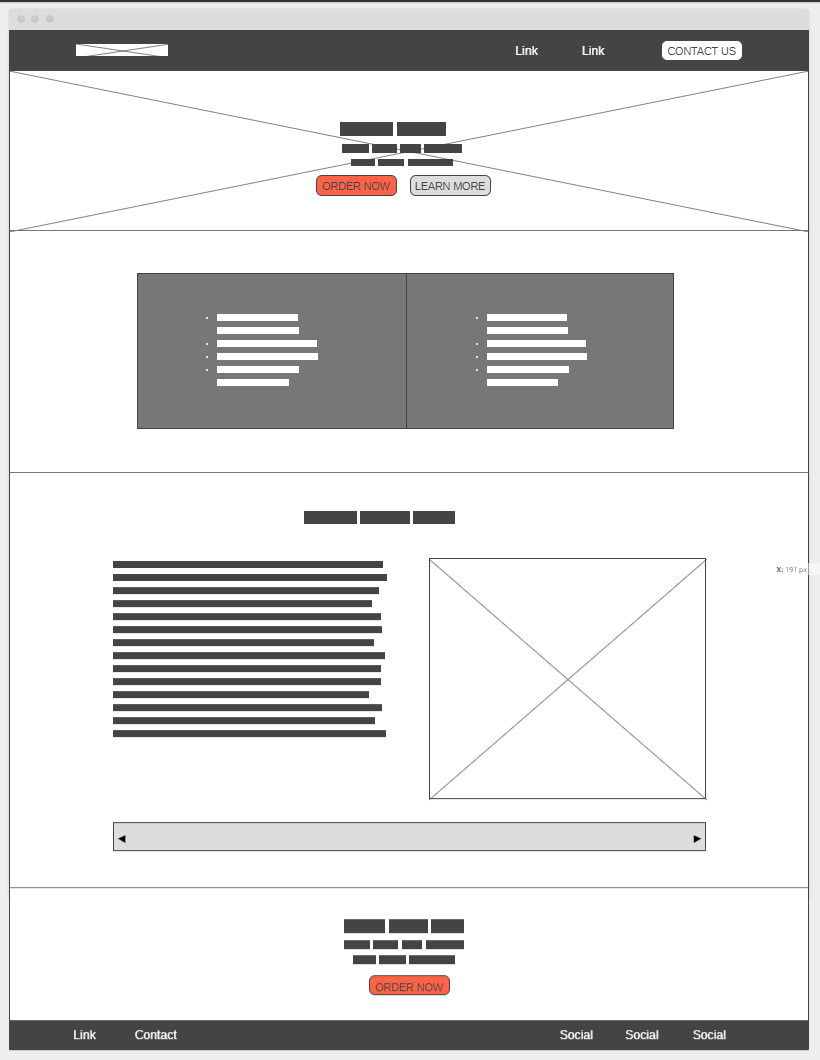 Link Link CONTACT US
ORDER NOW LEARN MORE
X: 191 px
ORDER NOW
Link Contact Social Social Social